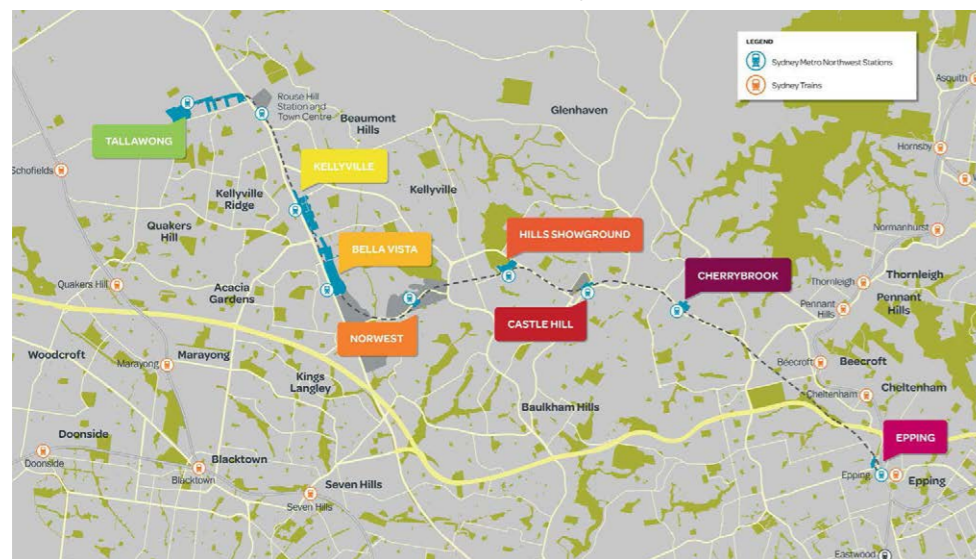 LEGEND
Sydney Metro Northwest Stations
Sydney Trains
Asquith
Rouse Hill
Station and
Town Centre
Glenhaven
Beaumont
Hills
TALLAWONG
Hornsby
Schofields
KELLYVILLE
Kellyville
Kellyville
Ridge
Quakers
Hill
HILLS SHOWGROUND
Normanhurst
BELLA VISTA
CHERRYBROOK
Thornleigh
Thornleigh
Quakers Hill
Acacia
Gardens
Pennant
Hills
Pennant
Hills
NORWEST
CASTLE HILL
Woodcroft
Marayong
Marayong
Beecroft
Beecroft
Kings
Langley
Cheltenham
Cheltenham
Baulkham Hills
Doonside
Doonside
Blacktown
Blacktown
EPPING
Epping
Epping
Seven Hills
Seven Hills
Eastwood